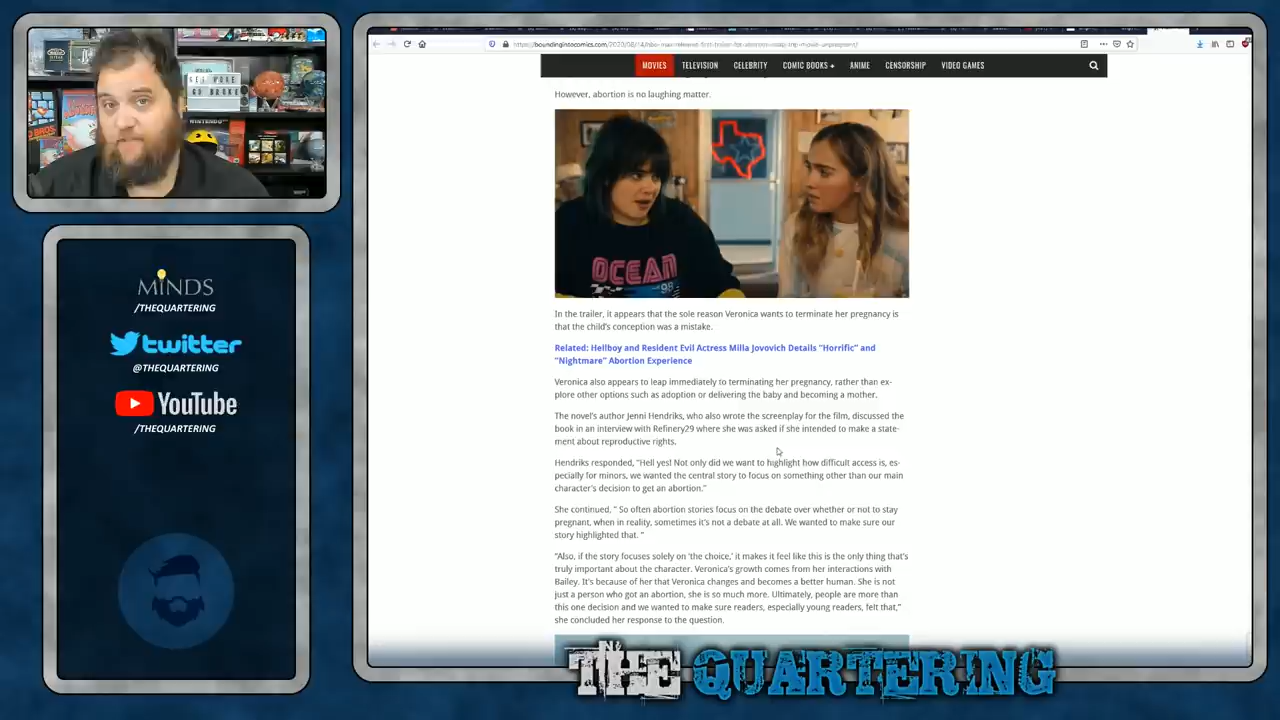 GET WOKE
GO BROKE
NINTENDO
MINDS
/THEQUARTERING
twitter
@THEQUARTERING
YouTube
/THEQUARTERING
MOVIES TELEVISION CELEBRITY COMIC BOOKS ANIME CENSORSHIP VIDEO GAMES
However, abortion is no laughing matter.
OCEAN
98
In the trailer, it appears that the sole reason Veronica wants to terminate her pregnancy is
that the child's conception was a mistake.
Related: Hellboy and Resident Evil Actress Milla Jovovich Details "Horrific" and
"Nightmare" Abortion Experience
Veronica also appears to leap immediately to terminating her pregnancy, rather than ex-
plore other options such as adoption or delivering the baby and becoming a mother.
The novel's author Jenni Hendriks, who also wrote the screenplay for the film, discussed the
book in an interview with Refinery29 where she was asked if she intended to make a state-
ment about reproductive rights.
Hendriks responded, "Hell yes! Not only did we want to highlight how difficult access is, es-
pecially for minors, we wanted the central story to focus on something other than our main
character's decision to get an abortion."
She continued, " So often abortion stories focus on the debate over whether or not to stay
pregnant, when in reality, sometimes it's not a debate at all. We wanted to make sure our
story highlighted that. "
"Also, if the story focuses solely on 'the choice,' it makes it feel like this is the only thing that's
truly important about the character. Veronica's growth comes from her interactions with
Bailey. It's because of her that Veronica changes and becomes a better human. She is not
just a person who got an abortion, she is so much more. Ultimately, people are more than
this one decision and we wanted to make sure readers, especially young readers, felt that,"
she concluded her response to the question.
THE QUARTERING